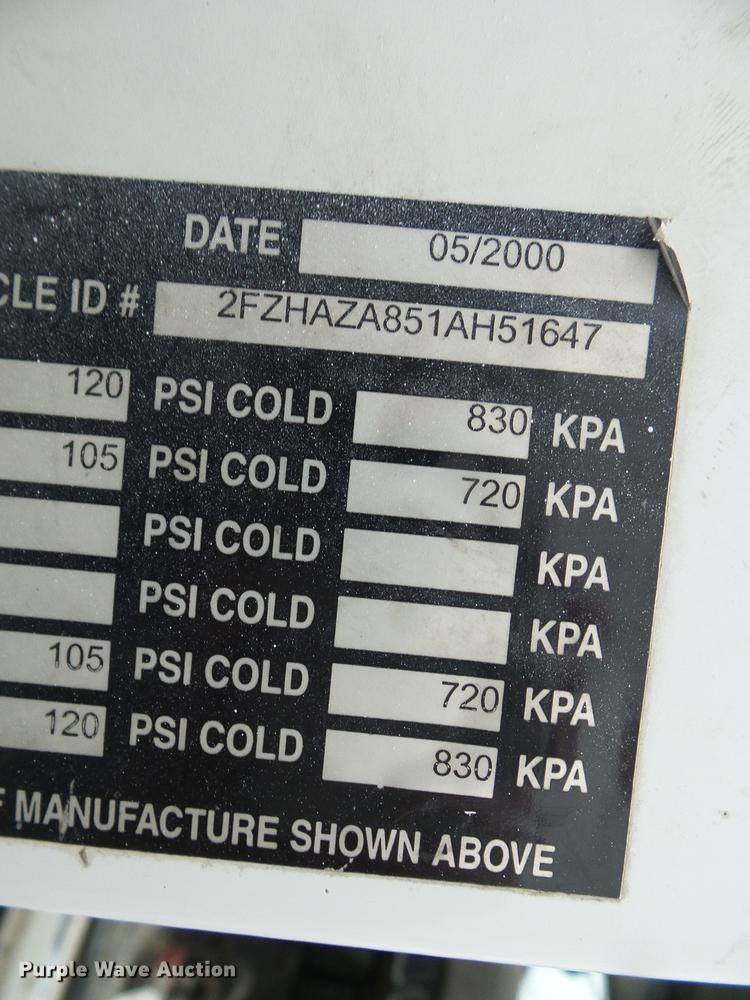 DATE 05/2000
CLE ID # 2FZHAZA851AH51647
120 PSI COLD 830 KPA
105 PSI COLD 720 KPA
PSI COLD KPA
PSI COLD KPA
105 PSI COLD 720 KPA
120 PSI COLD 830 KPA
F MANUFACTURE SHOWN ABOVE
Purple Wave Auction